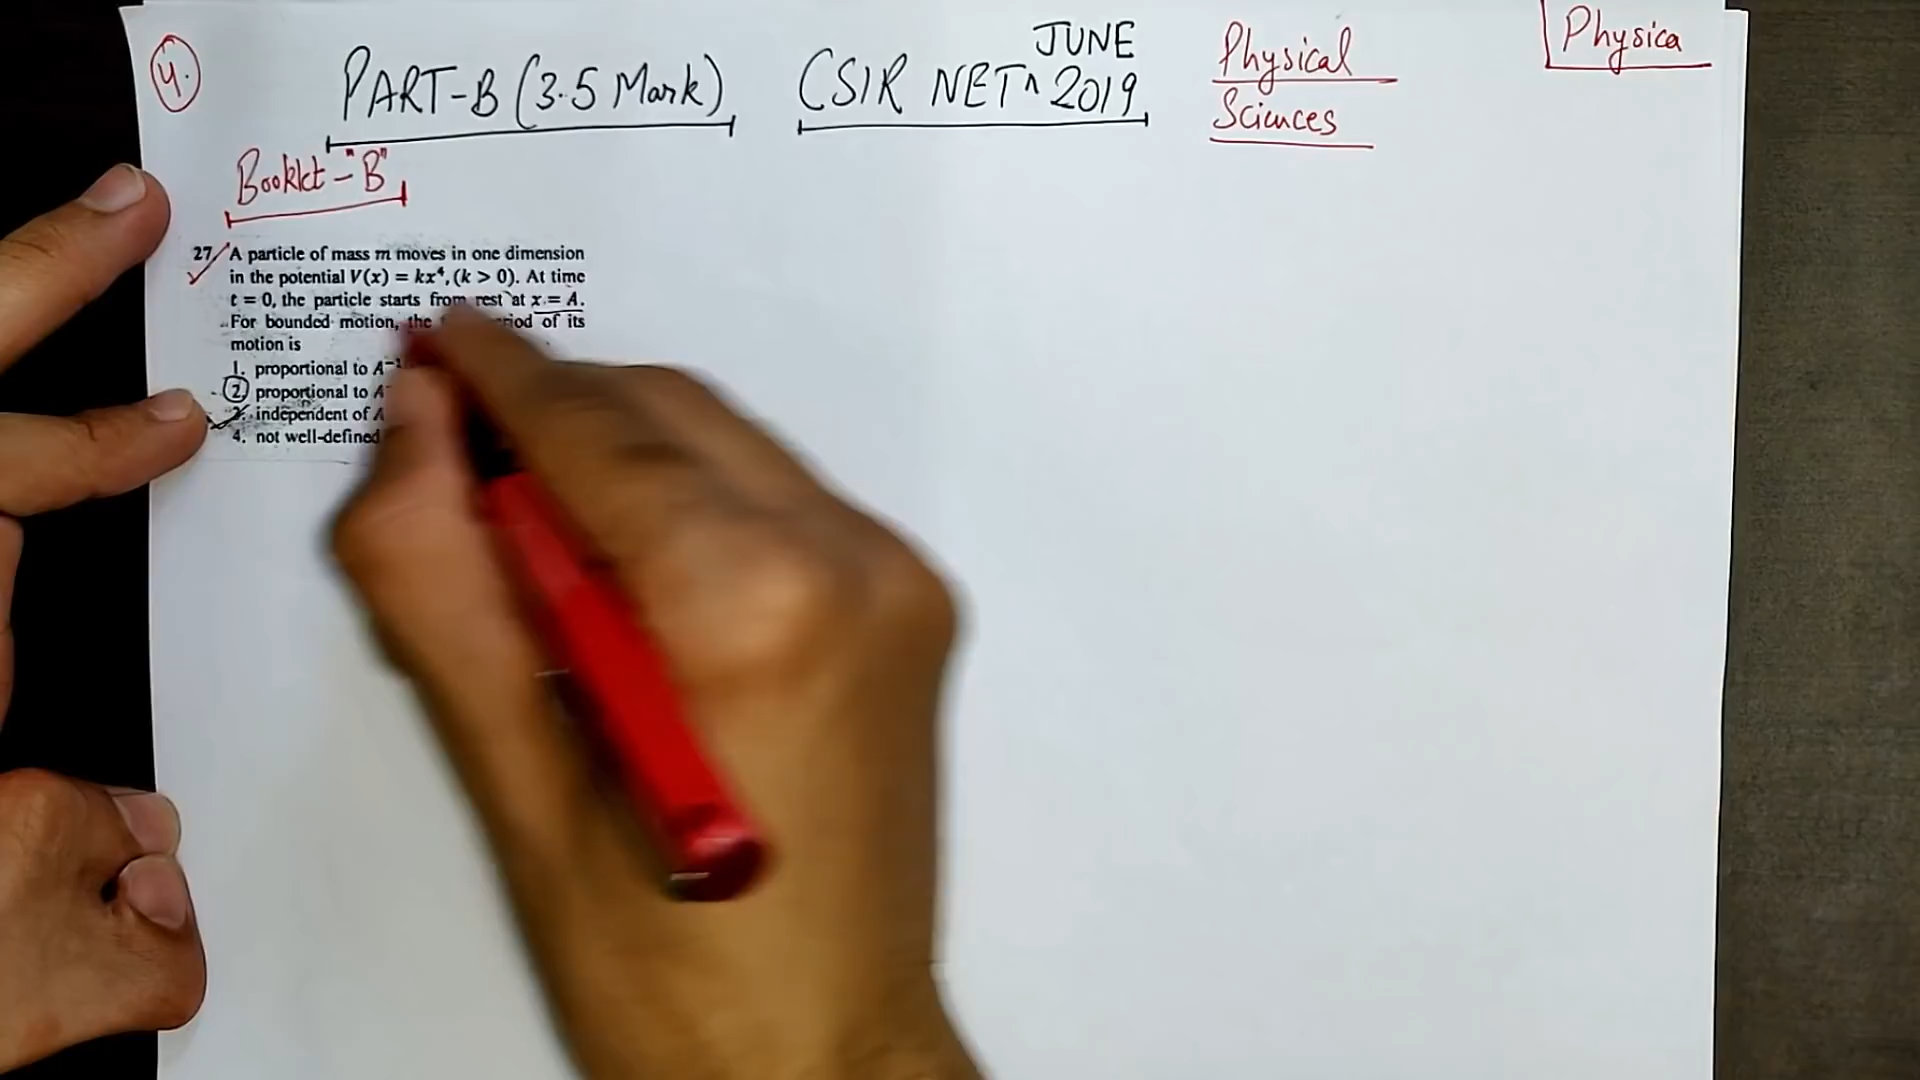 4.
PART-B (3.5 Mark)
CSIR NET ^ 2019
JUNE
Physical
Sciences
Physica
Booklet - "B"
27. A particle of mass m moves in one dimension
in the potential V(x) = kx⁴, (k > 0). At time
t = 0, the particle starts from rest at x = A.
For bounded motion, the of its
motion is
1. proportional to A⁻
2. proportional to A
3. independent of A
4. not well-defined